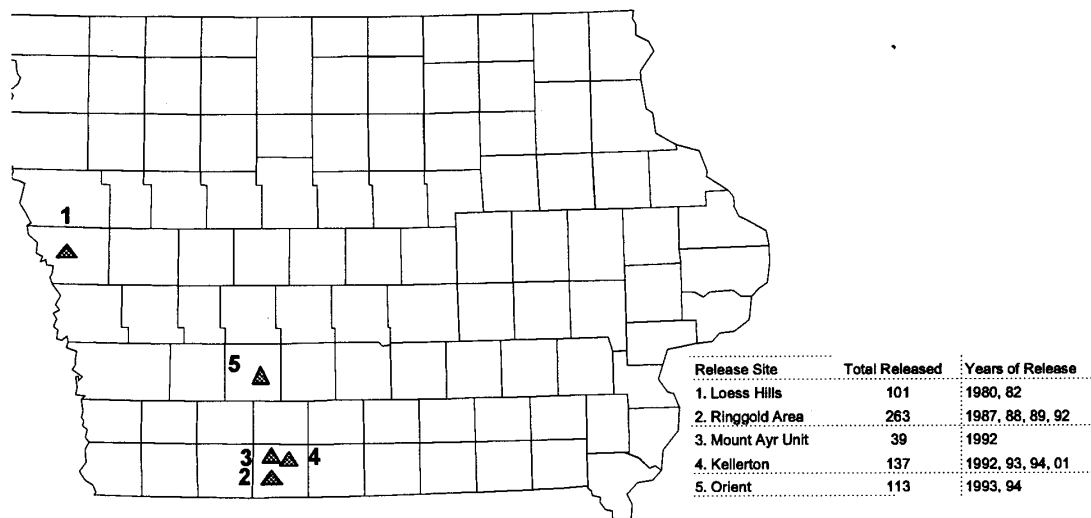 1
5
3
4
2
Release Site Total Released Years of Release
1. Loess Hills 101 1980, 82
2. Ringgold Area 263 1987, 88, 89, 92
3. Mount Ayr Unit 39 1992
4. Kellerton 137 1992, 93, 94, 01
5. Orient 113 1993, 94